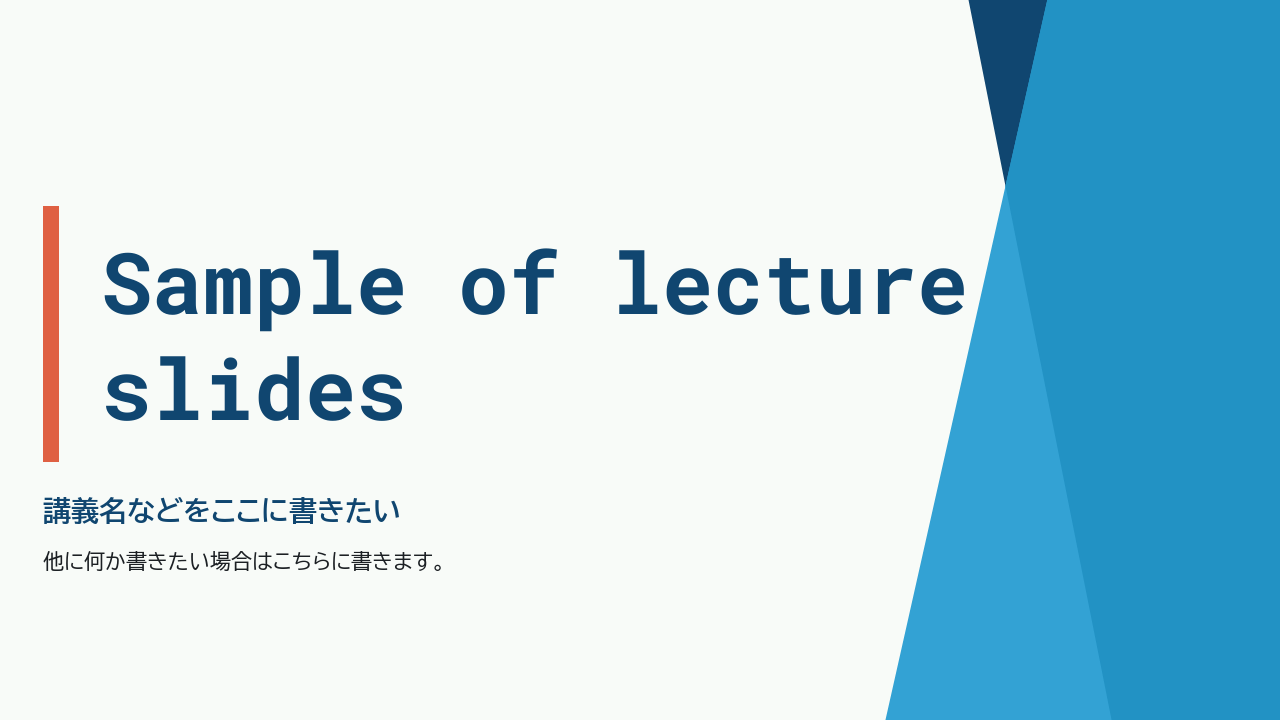 Sample of lecture
slides
講義名などをここに書きたい
他に何か書きたい場合はこちらに書きます。